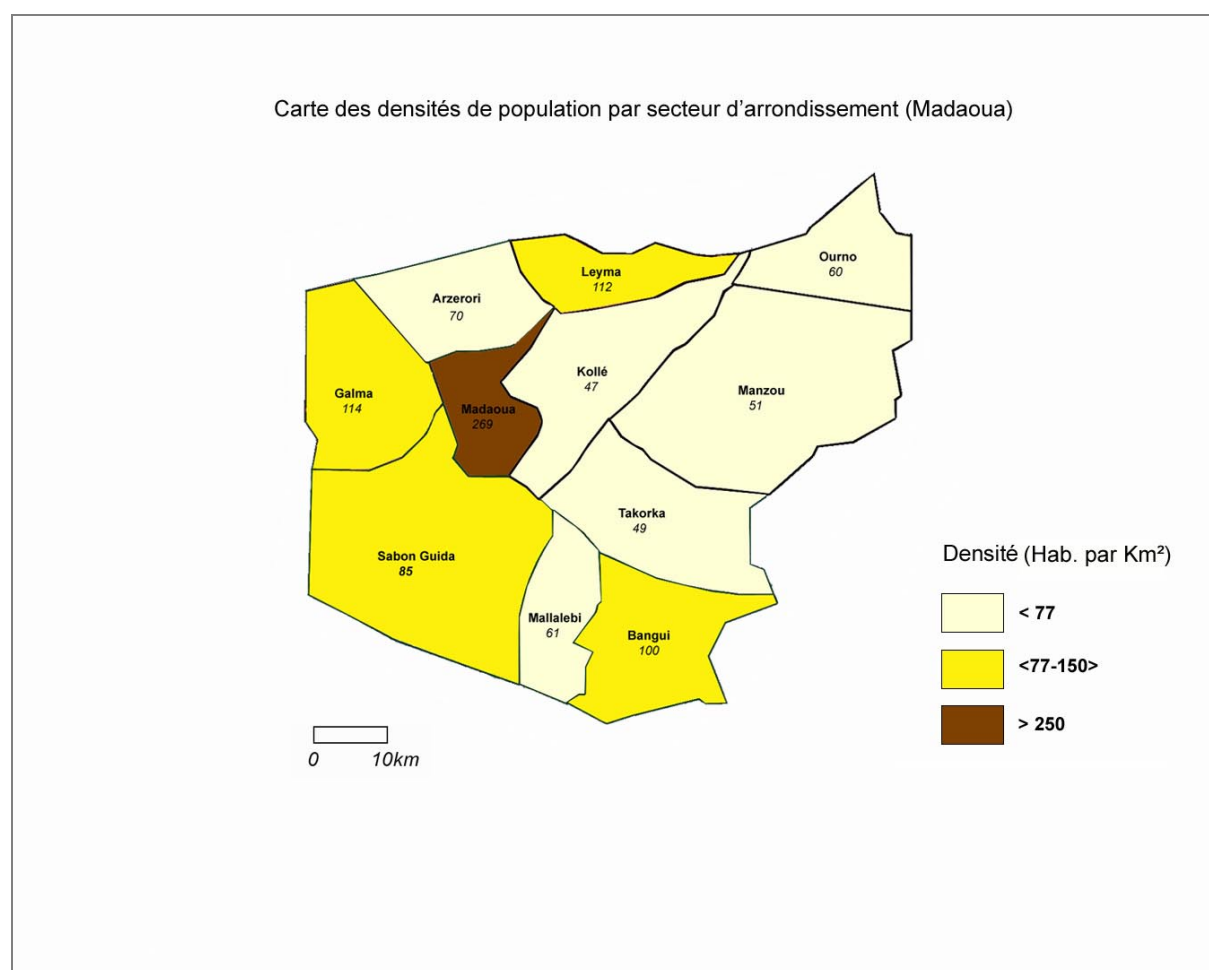 Carte des densités de population par secteur d'arrondissement (Madaoua)
Ourno
60
Leyma
112
Arzerori
70
Kollé
47
Manzou
51
Galma
114
Madaoua
269
Takorka
49
Sabon Guida
85
Mallalebi
61
Bangui
100
Densité (Hab. par Km²)
< 77
<77-150>
> 250
0 10km